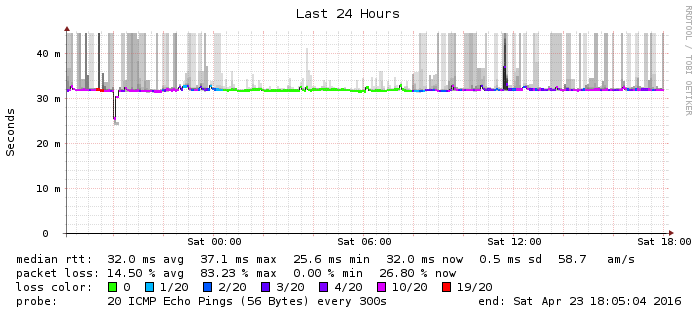 Last 24 Hours
RRDTOOL / TOBI OETIKER
Seconds
40 m
30 m
20 m
10 m
0
Sat 00:00 Sat 06:00 Sat 12:00 Sat 18:00
median rtt: 32.0 ms avg 37.1 ms max 25.6 ms min 32.0 ms now 0.5 ms sd 58.7 am/s
packet loss: 14.50 % avg 83.23 % max 0.00 % min 26.80 % now
loss color: 0 1/20 2/20 3/20 4/20 10/20 19/20
probe: 20 ICMP Echo Pings (56 Bytes) every 300s end: Sat Apr 23 18:05:04 2016